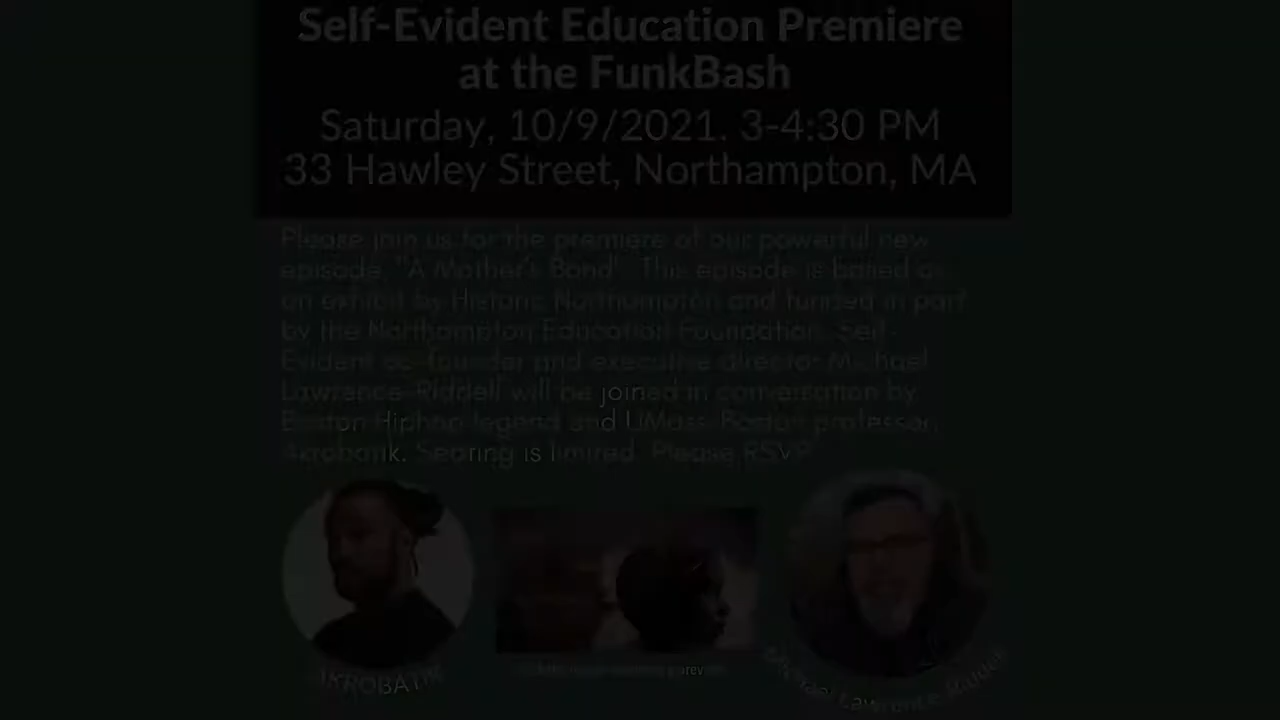 Self-Evident Education Premiere
at the FunkBash
Saturday, 10/9/2021. 3-4:30 PM
33 Hawley Street, Northampton, MA
Please join us for the premiere of our powerful new
episode, "A Mother's Bond". This episode is based on
an exhibit by Historic Northampton and funded in part
by the Northampton Education Foundation. Self-
Evident co-founder and executive director Michael
Lawrence-Riddell will be joined in conversation by
Boston Hiphop legend and UMass-Boston professor,
Akrobatik. Seating is limited. Please RSVP
AKROBATIK
Michael Lawrence-Riddell